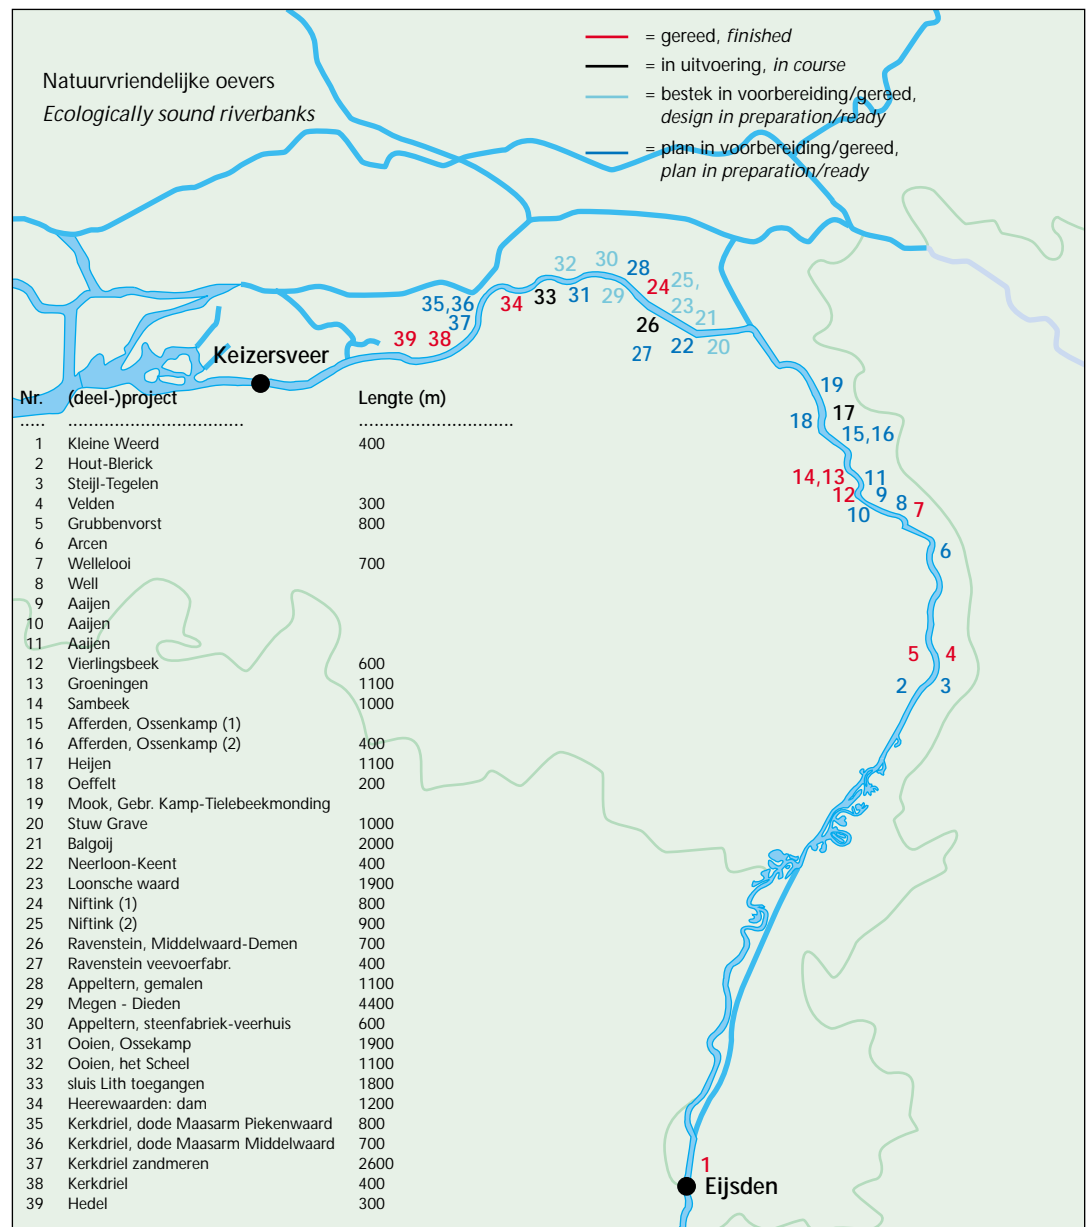 Natuurvriendelijke oevers
Ecologically sound riverbanks
= gereed, finished
= in uitvoering, in course
= bestek in voorbereiding/gereed,
design in preparation/ready
= plan in voorbereiding/gereed,
plan in preparation/ready
32
30
28
24
25,
23
21
20
22
26
27
29
31
33
34
35,36
37
38
39
Keizersveer
19
17
18
15,16
14,13
12
11
9
10
8
7
6
5
4
2
3
1
Eijsden
Nr. (deel-)project Lengte (m)
..... .................................. ..............................
1 Kleine Weerd 400
2 Hout-Blerick
3 Steijl-Tegelen
4 Velden 300
5 Grubbenvorst 800
6 Arcen
7 Wellelooi 700
8 Well
9 Aaijen
10 Aaijen
11 Aaijen
12 Vierlingsbeek 600
13 Groeningen 1100
14 Sambeek 1000
15 Afferden, Ossenkamp (1)
16 Afferden, Ossenkamp (2) 400
17 Heijen 1100
18 Oeffelt 200
19 Mook, Gebr. Kamp-Tielebeekmonding
20 Stuw Grave 1000
21 Balgoij 2000
22 Neerloon-Keent 400
23 Loonsche waard 1900
24 Niftink (1) 800
25 Niftink (2) 900
26 Ravenstein, Middelwaard-Demen 700
27 Ravenstein veevoerfabr. 400
28 Appeltern, gemalen 1100
29 Megen - Dieden 4400
30 Appeltern, steenfabriek-veerhuis 600
31 Ooien, Ossekamp 1900
32 Ooien, het Scheel 1100
33 sluis Lith toegangen 1800
34 Heerewaarden: dam 1200
35 Kerkdriel, dode Maasarm Piekenwaard 800
36 Kerkdriel, dode Maasarm Middelwaard 700
37 Kerkdriel zandmeren 2600
38 Kerkdriel 400
39 Hedel 300